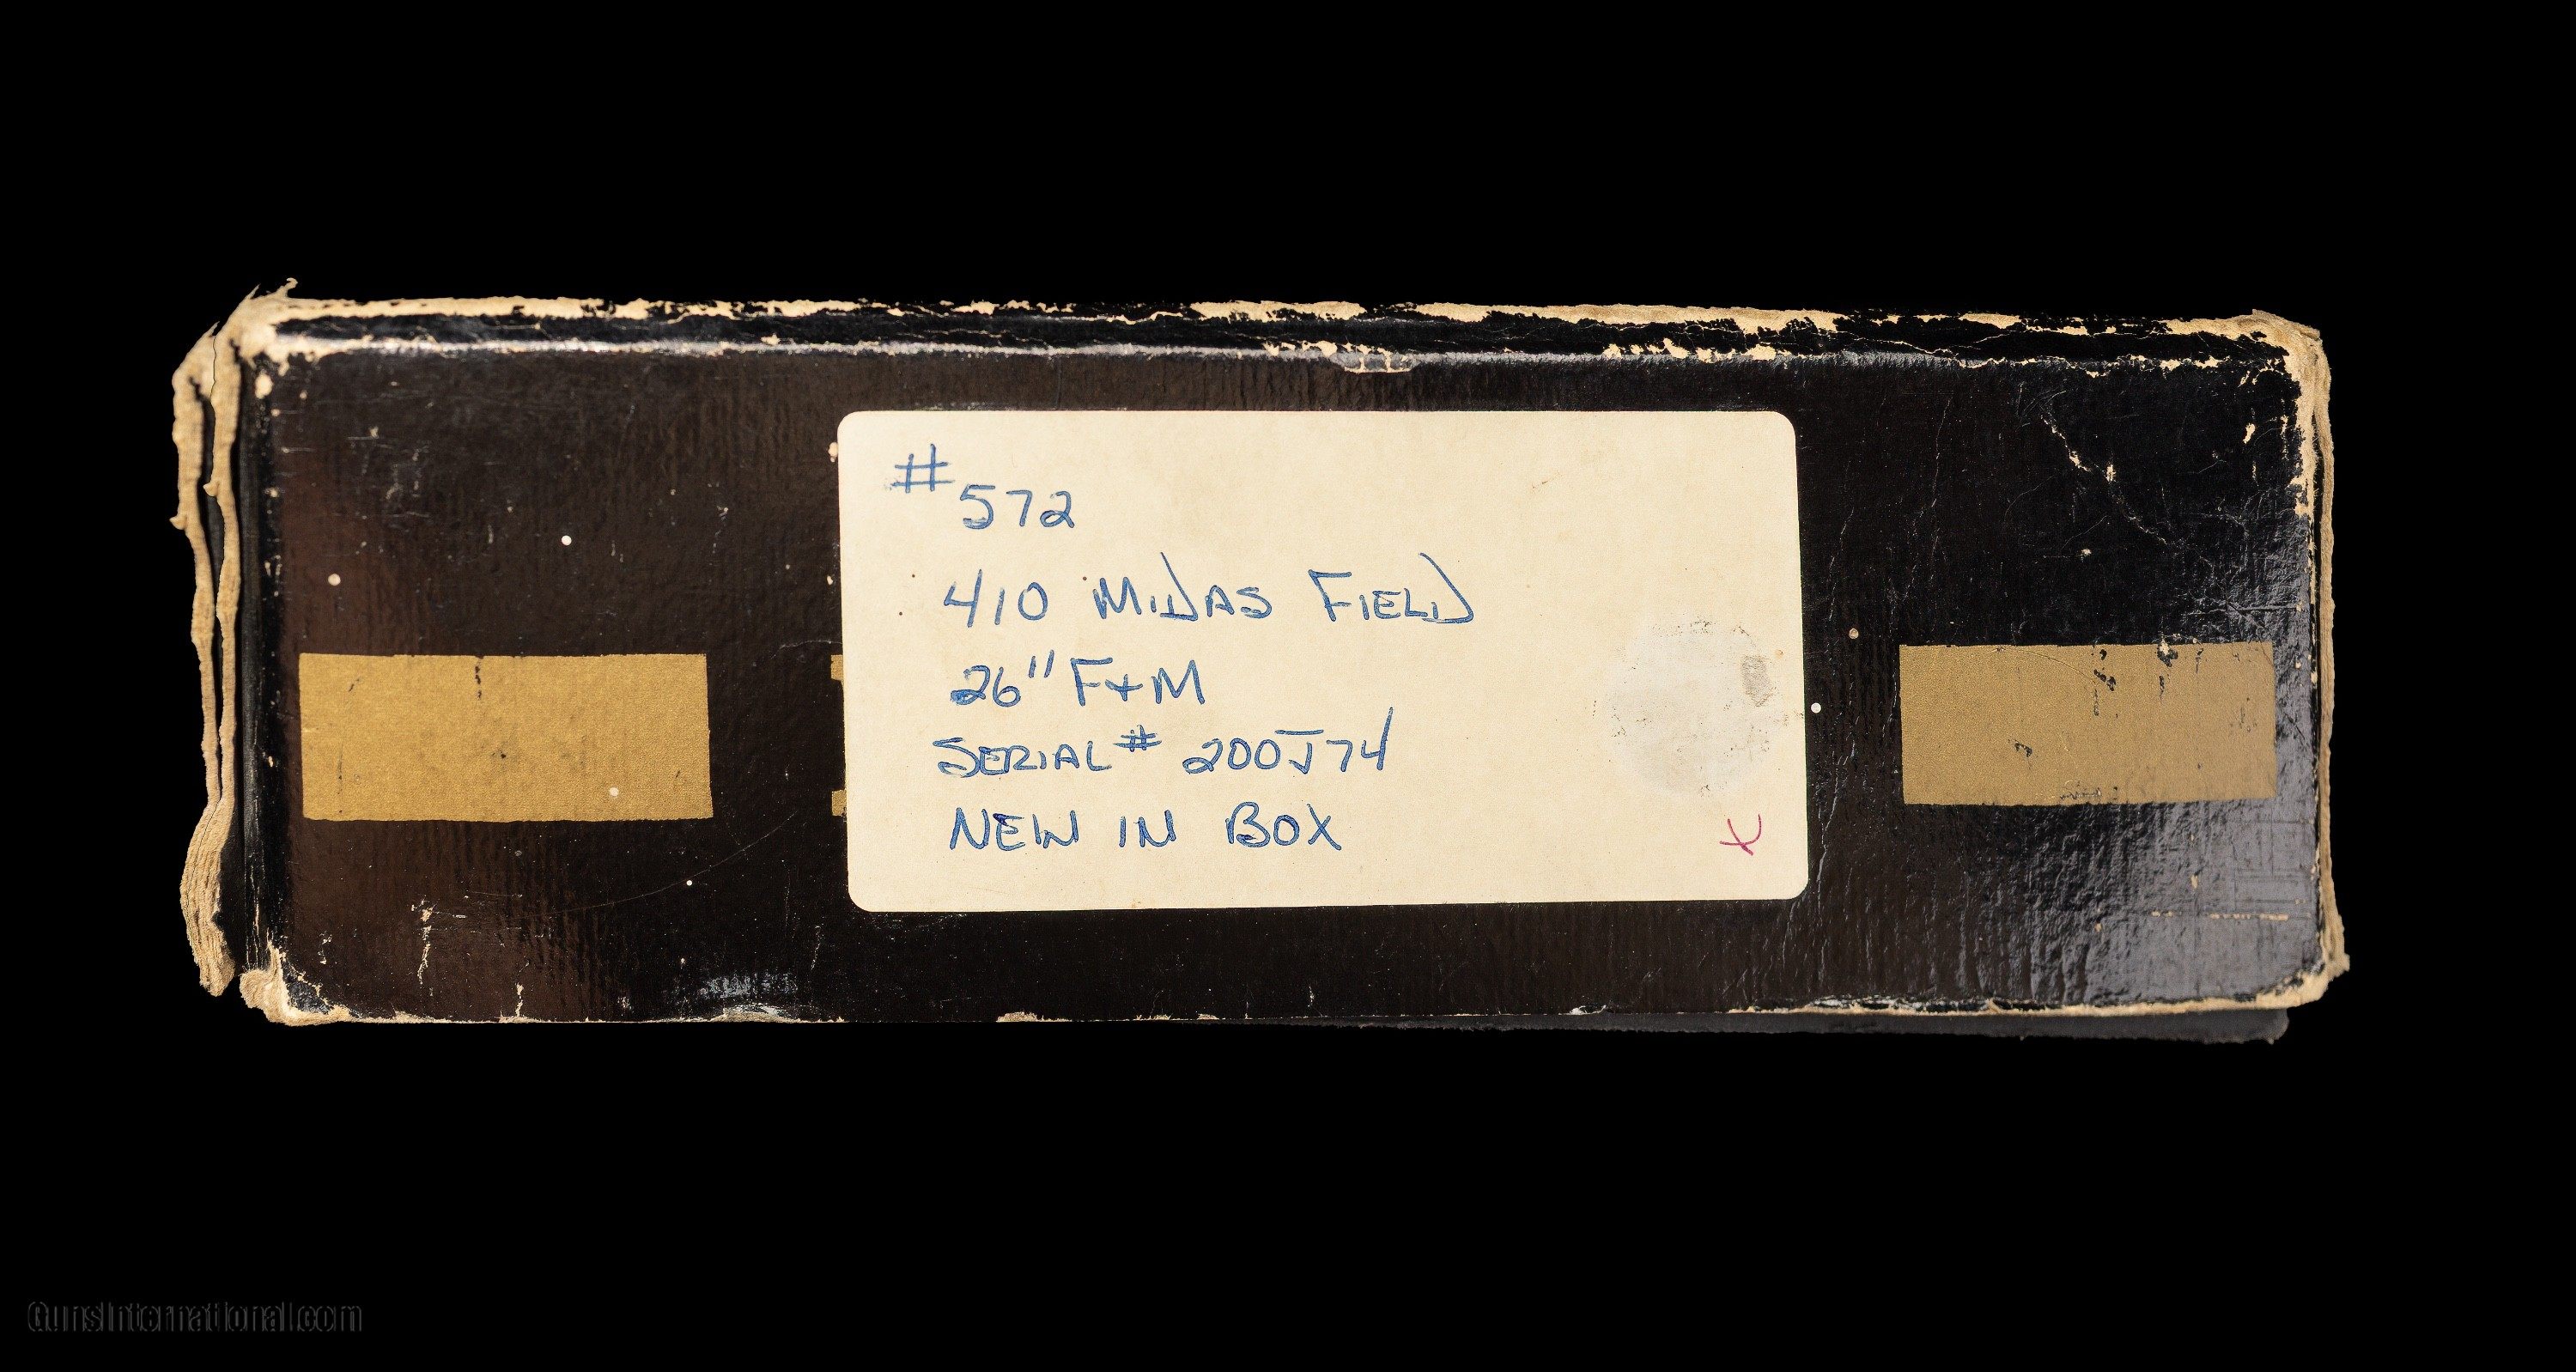 #572
410 MIDAS FIELD
26" F+M
SERIAL # 200J74
NEW IN BOX
X
GunsInternational.com